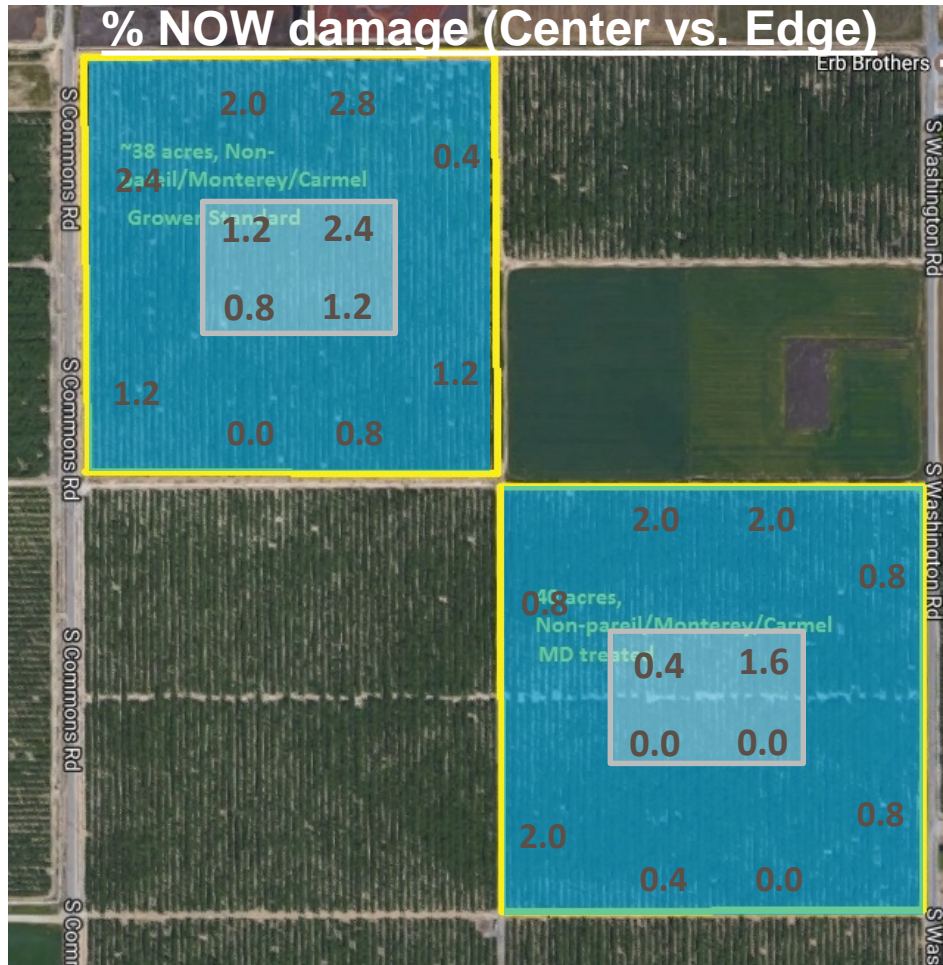 % NOW damage (Center vs. Edge)
Erb Brothers
S Commons Rd
S Washington Rd
2.0 2.8
~38 acres, Non-
0.4
2.4 pareil/Monterey/Carmel
Grower Standard
1.2 2.4
0.8 1.2
1.2 1.2
0.0 0.8
S Commons Rd
S Washington Rd
2.0 2.0
0.8
0.8 40 acres,
Non-pareil/Monterey/Carmel
MD treated
0.4 1.6
S Commons Rd
0.0 0.0
2.0 0.8
0.4 0.0
S Com
S Was